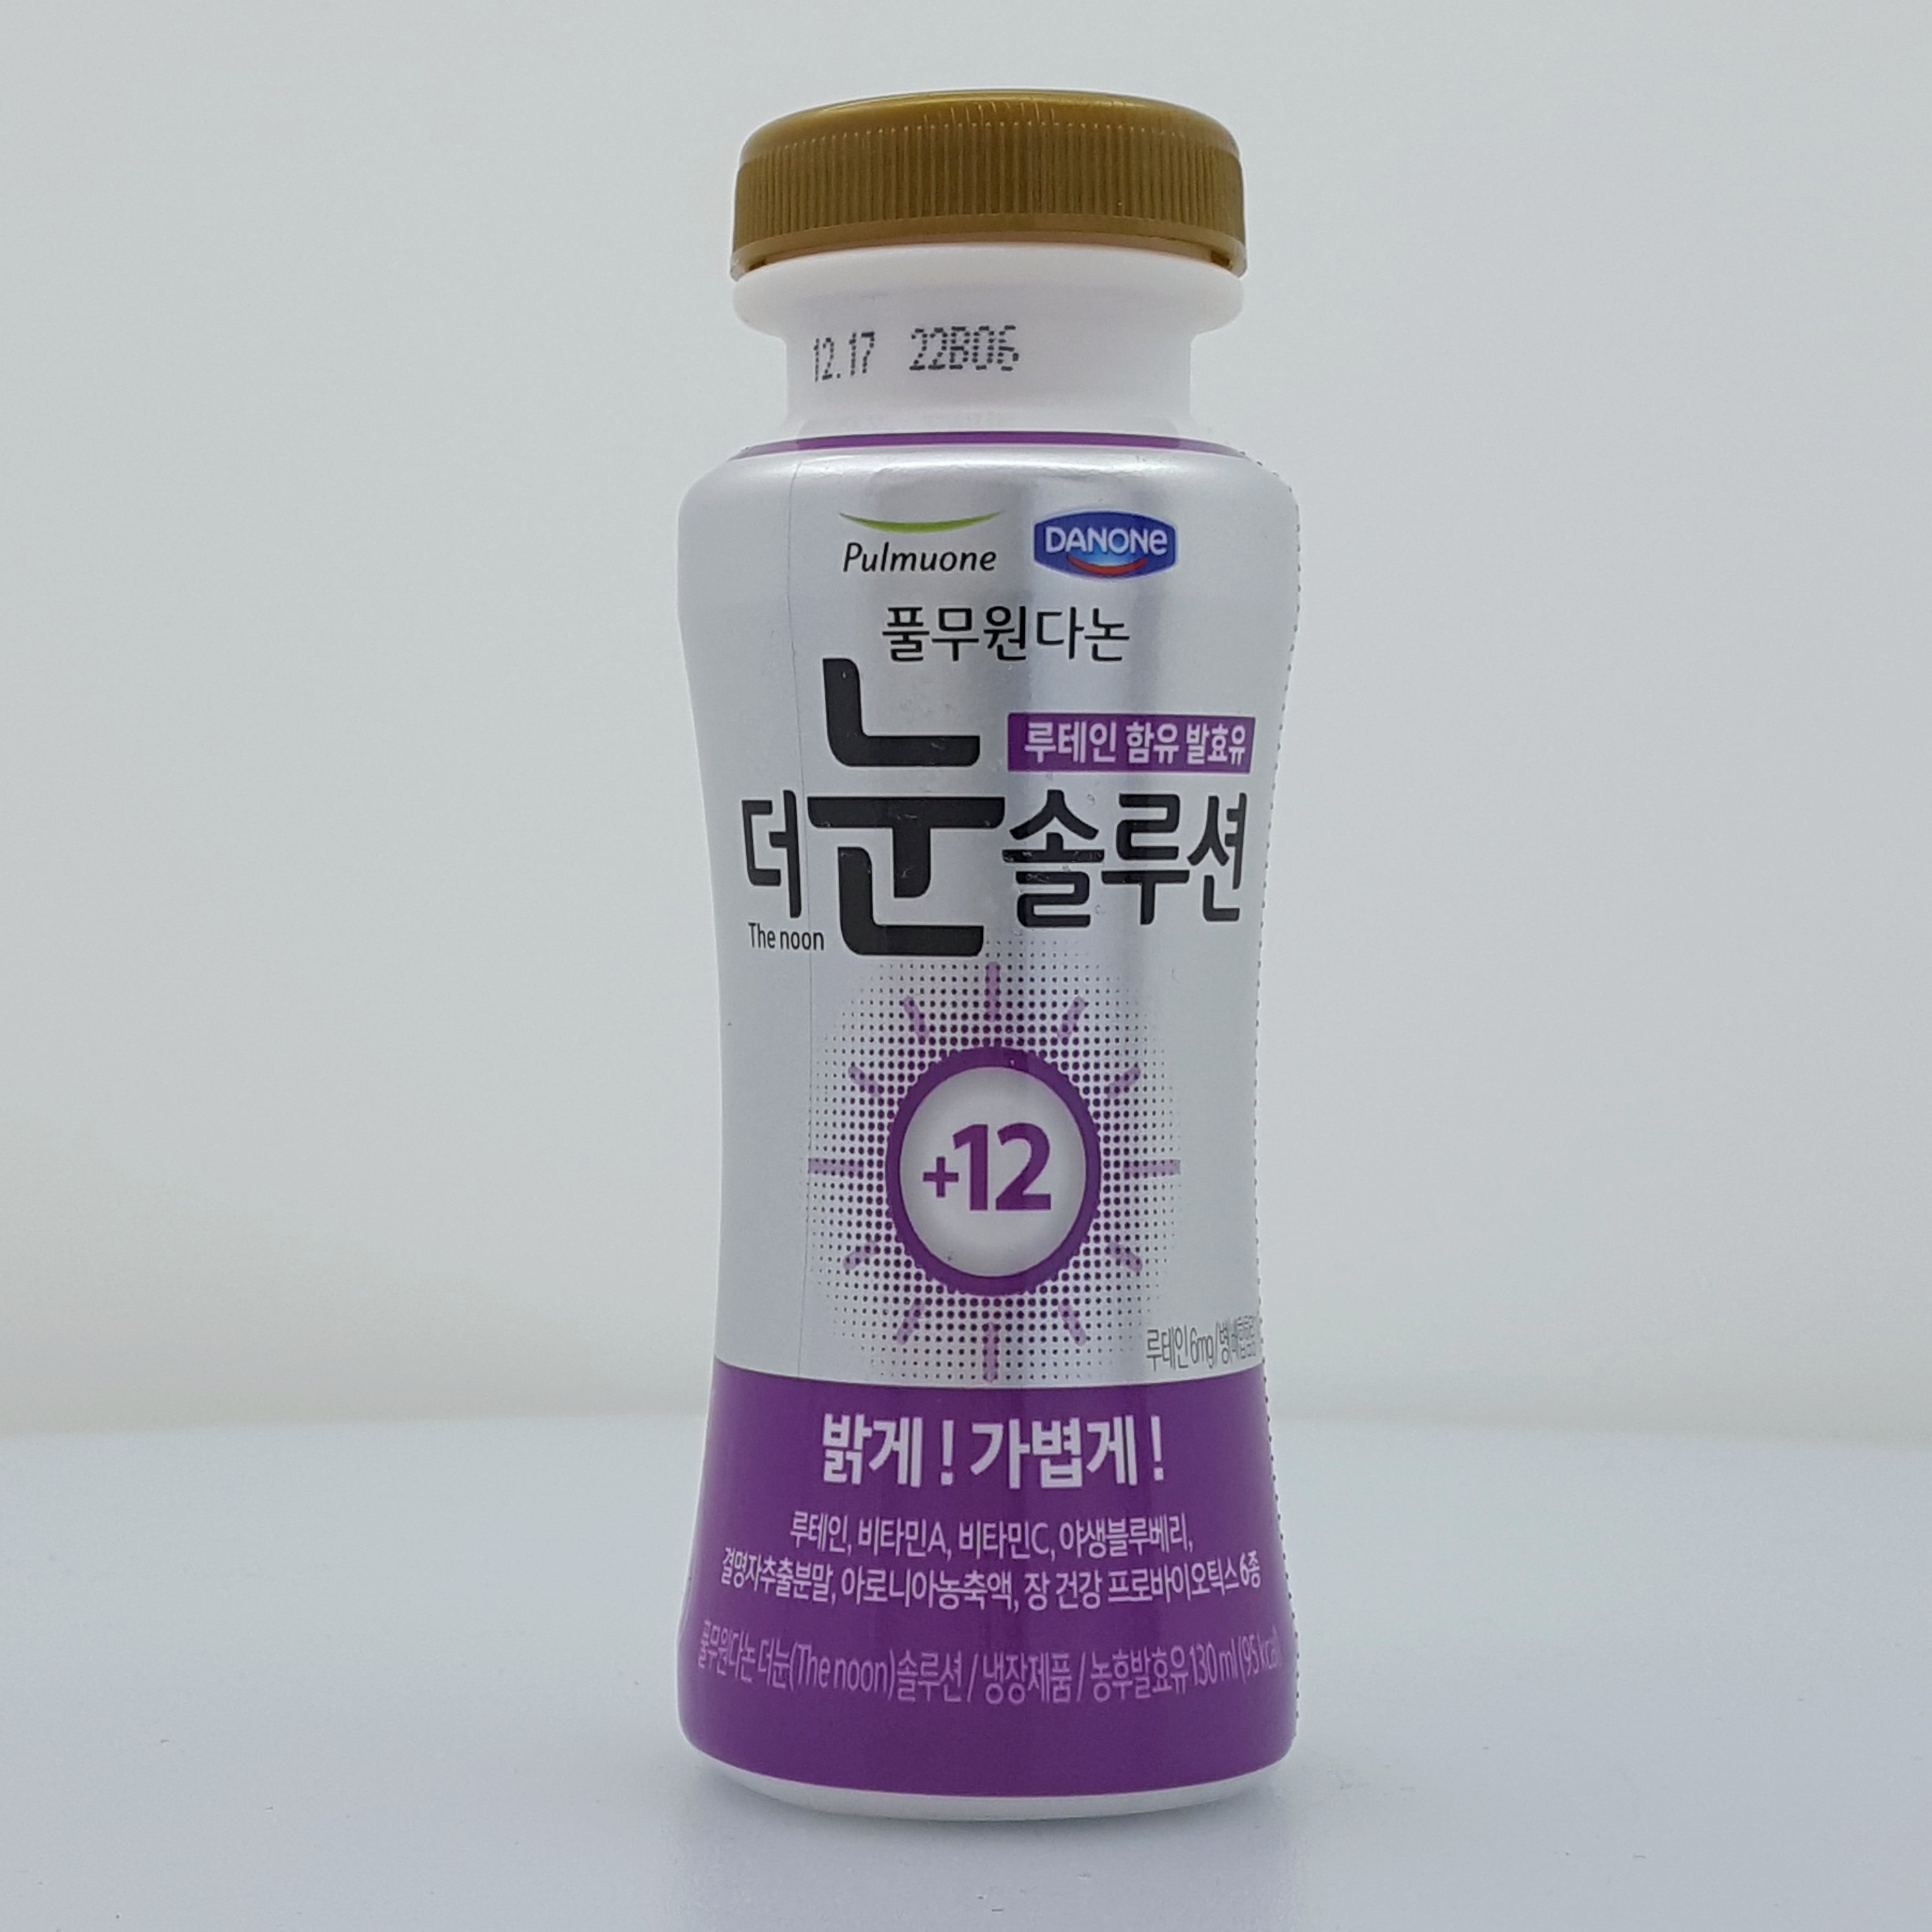 12.17 22B06
Pulmuone DANONE
풀무원다논
루테인 함유 발효유
더눈솔루션
The noon
+12
루테인 6mg/병
밝게! 가볍게!
루테인, 비타민A, 비타민C, 야생블루베리,
결명자추출분말, 아로니아농축액, 장 건강 프로바이오틱스 6종
풀무원다논 더눈(The noon)솔루션 / 냉장제품 / 농후발효유 130ml (95 kcal)